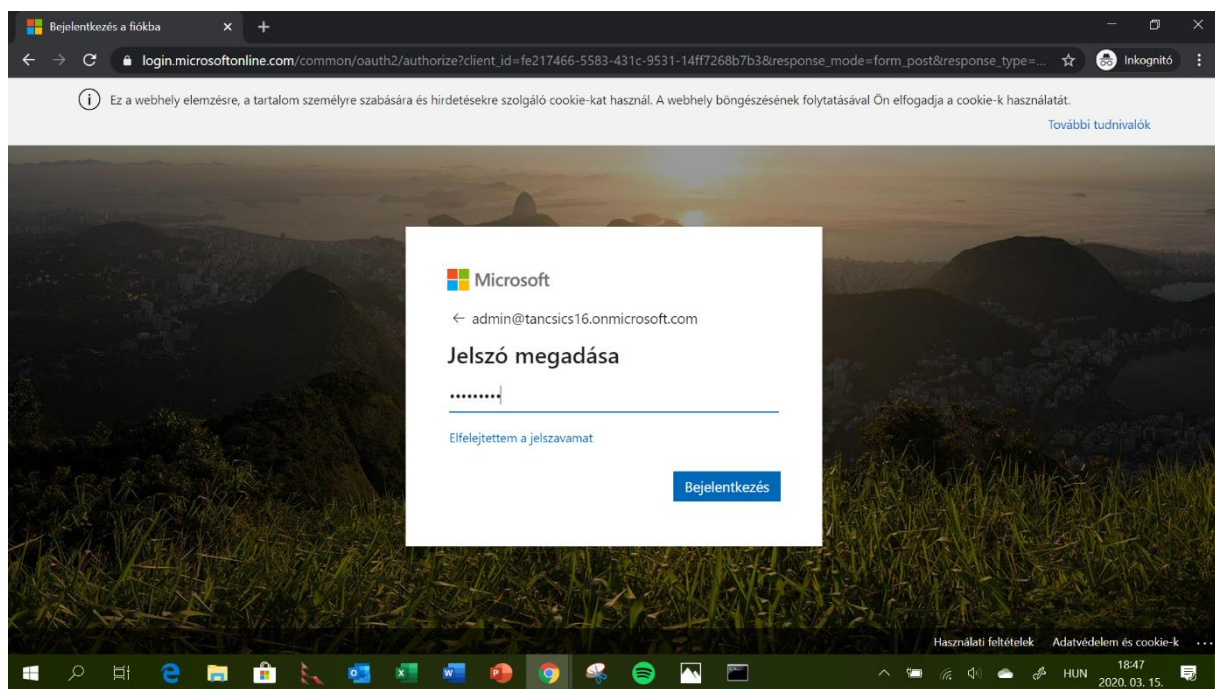 Bejelentkezés a fiókba
login.microsoftonline.com/common/oauth2/authorize?client_id=fe217466-5583-431c-9531-14ff7268b7b3&response_mode=form_post&response_type=...
Inkognitó
Ez a webhely elemzésre, a tartalom személyre szabására és hirdetésekre szolgáló cookie-kat használ. A webhely böngészésének folytatásával Ön elfogadja a cookie-k használatát.
További tudnivalók
Microsoft
← admin@tancsics16.onmicrosoft.com
Jelszó megadása
•••••••••
Elfelejtettem a jelszavamat
Bejelentkezés
Használati feltételek Adatvédelem és cookie-k ...
HUN
18:47
2020. 03. 15.